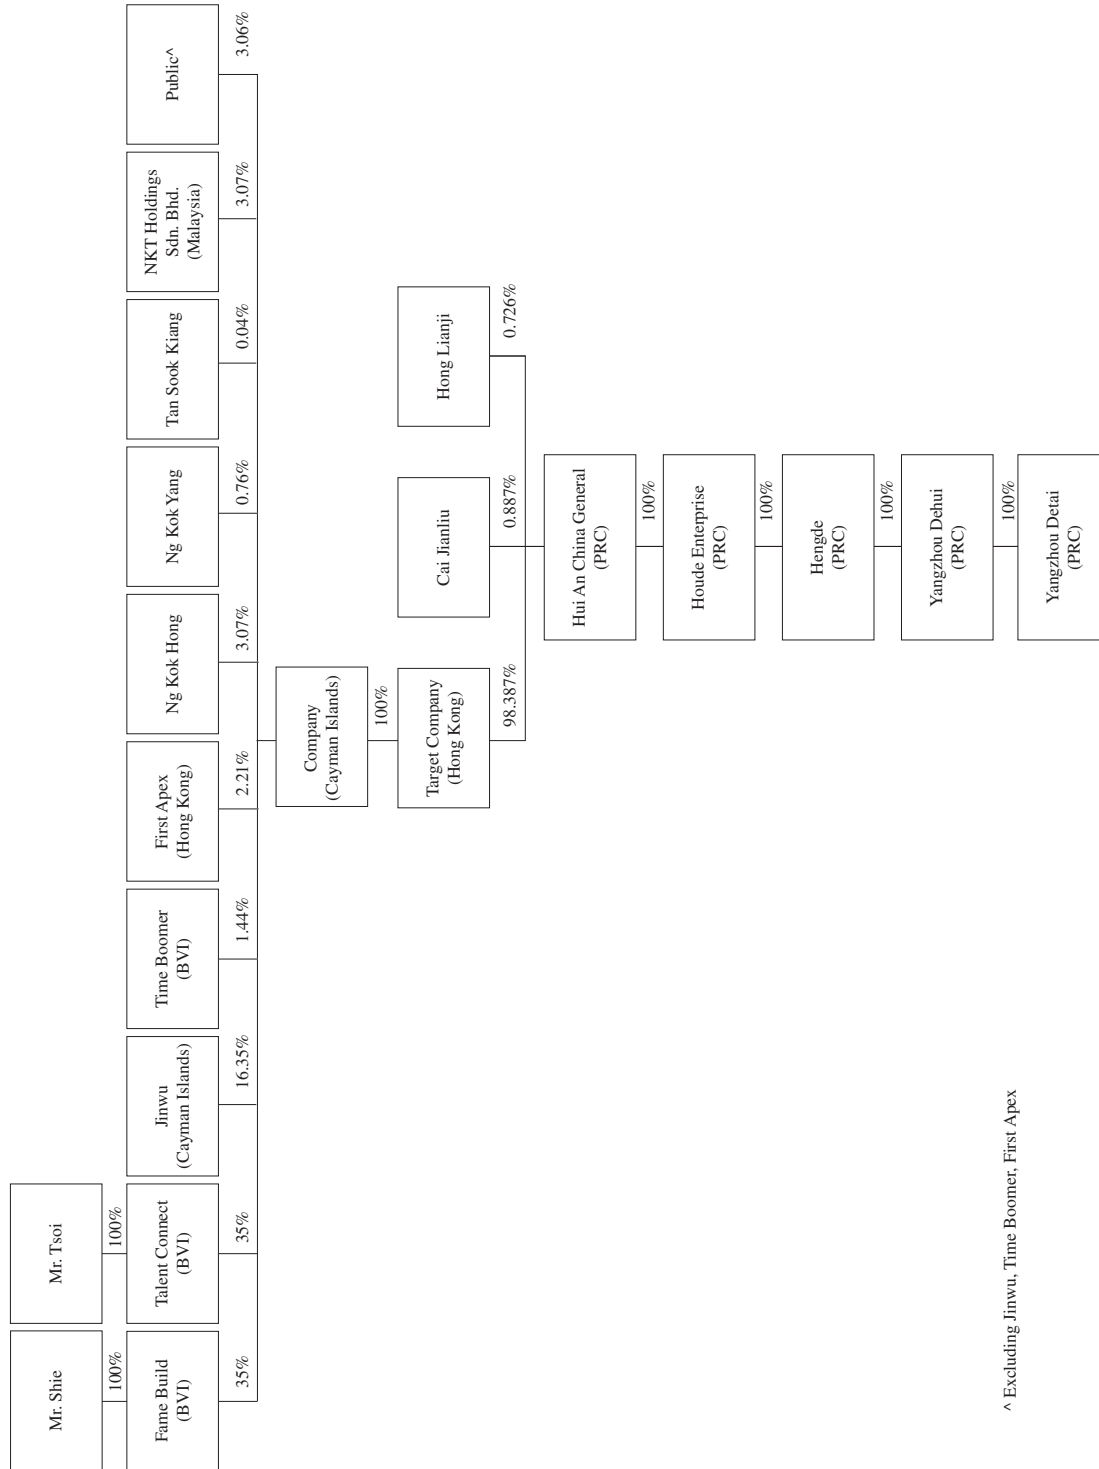 Mr. Shie
Mr. Tsoi
100%
100%
Fame Build
(BVI)
Talent Connect
(BVI)
Jinwu
(Cayman Islands)
Time Boomer
(BVI)
First Apex
(Hong Kong)
Ng Kok Hong
Ng Kok Yang
Tan Sook Kiang
NKT Holdings
Sdn. Bhd.
(Malaysia)
Public^
35%
35%
16.35%
1.44%
2.21%
3.07%
0.76%
0.04%
3.07%
3.06%
Company
(Cayman Islands)
100%
Target Company
(Hong Kong)
Cai Jianliu
Hong Lianji
98.387%
0.887%
0.726%
Hui An China General
(PRC)
100%
Houde Enterprise
(PRC)
100%
Hengde
(PRC)
100%
Yangzhou Dehui
(PRC)
100%
Yangzhou Detai
(PRC)
^ Excluding Jinwu, Time Boomer, First Apex